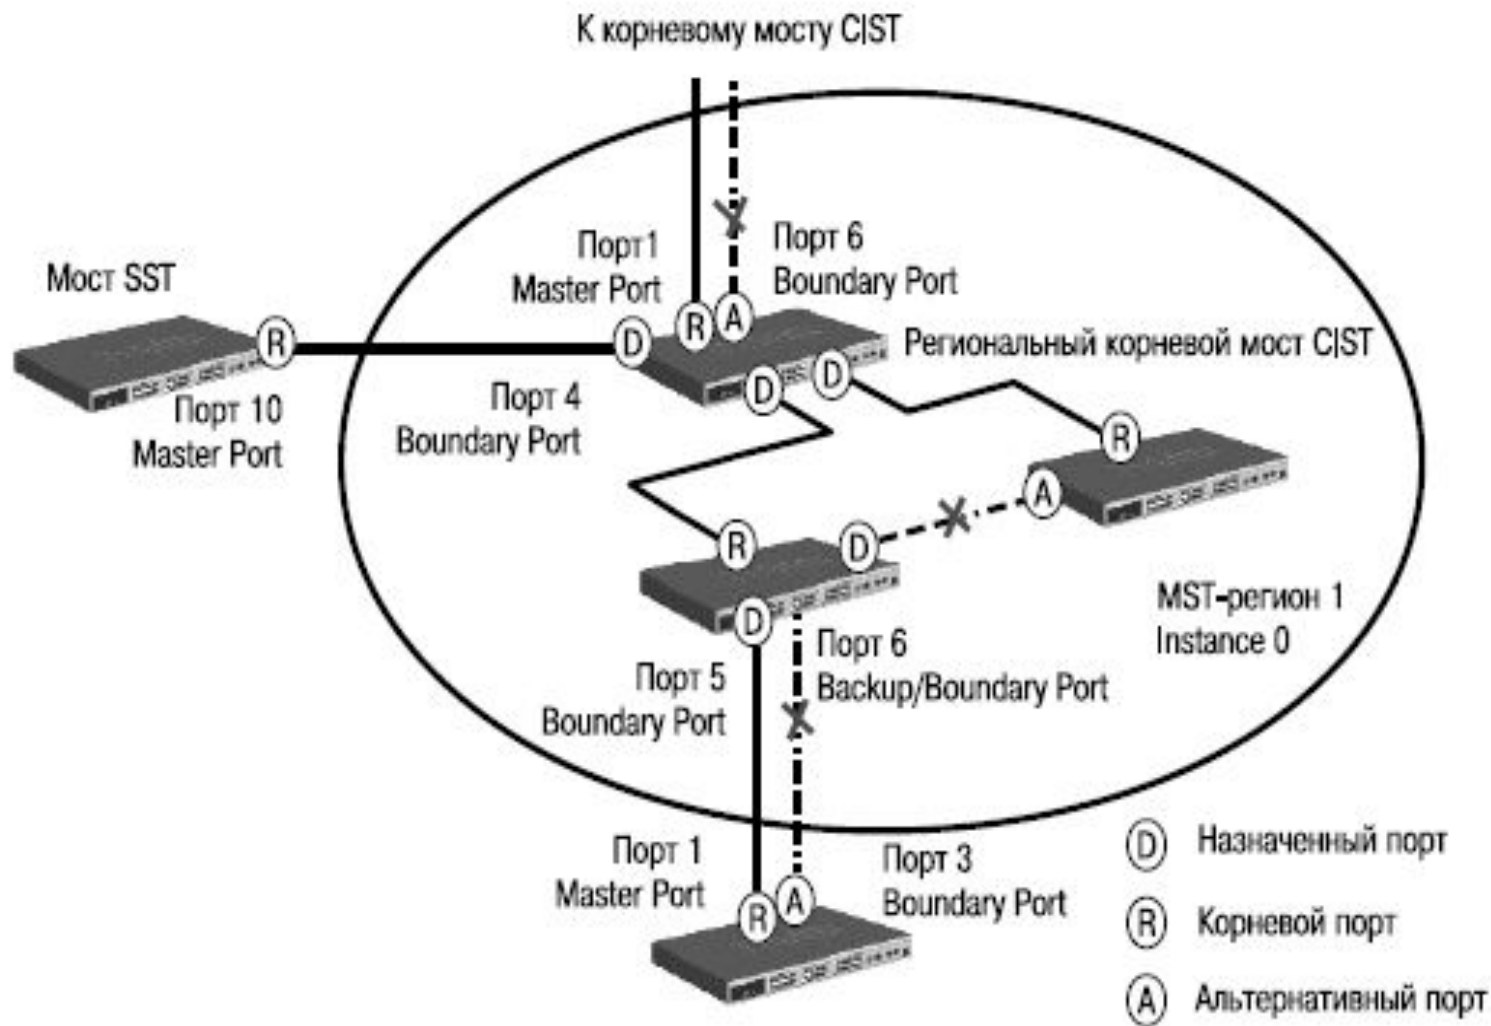 К корневому мосту CIST
Порт1
Master Port
Порт 6
Boundary Port
Мост SST
R
D
R
A
Региональный корневой мост CIST
Порт 10
Master Port
Порт 4
Boundary Port
D
D
R
A
R
D
MST-регион 1
Instance 0
D
Порт 5
Boundary Port
Порт 6
Backup/Boundary Port
Порт 1
Master Port
Порт 3
Boundary Port
R
A
D Назначенный порт
R Корневой порт
A Альтернативный порт